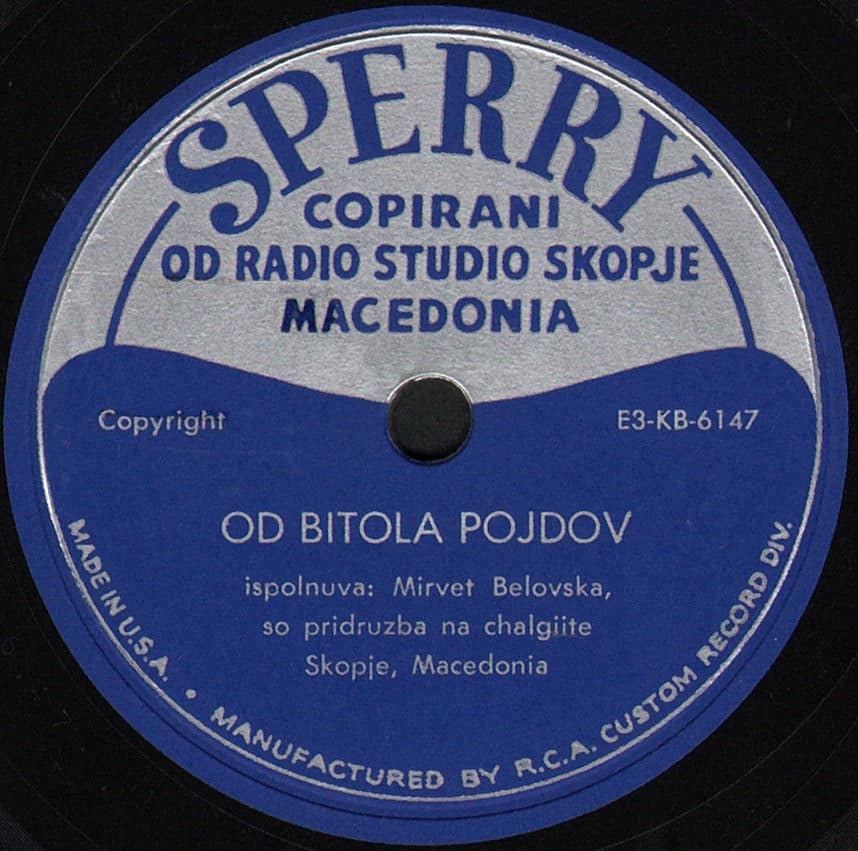 SPERRY
COPIRANI
OD RADIO STUDIO SKOPJE
MACEDONIA
Copyright
E3-KB-6147
OD BITOLA POJDOV
ispolnuva: Mirvet Belovska,
so pridruzba na chalgiite
Skopje, Macedonia
MADE IN U.S.A. • MANUFACTURED BY R.C.A. CUSTOM RECORD DIV.